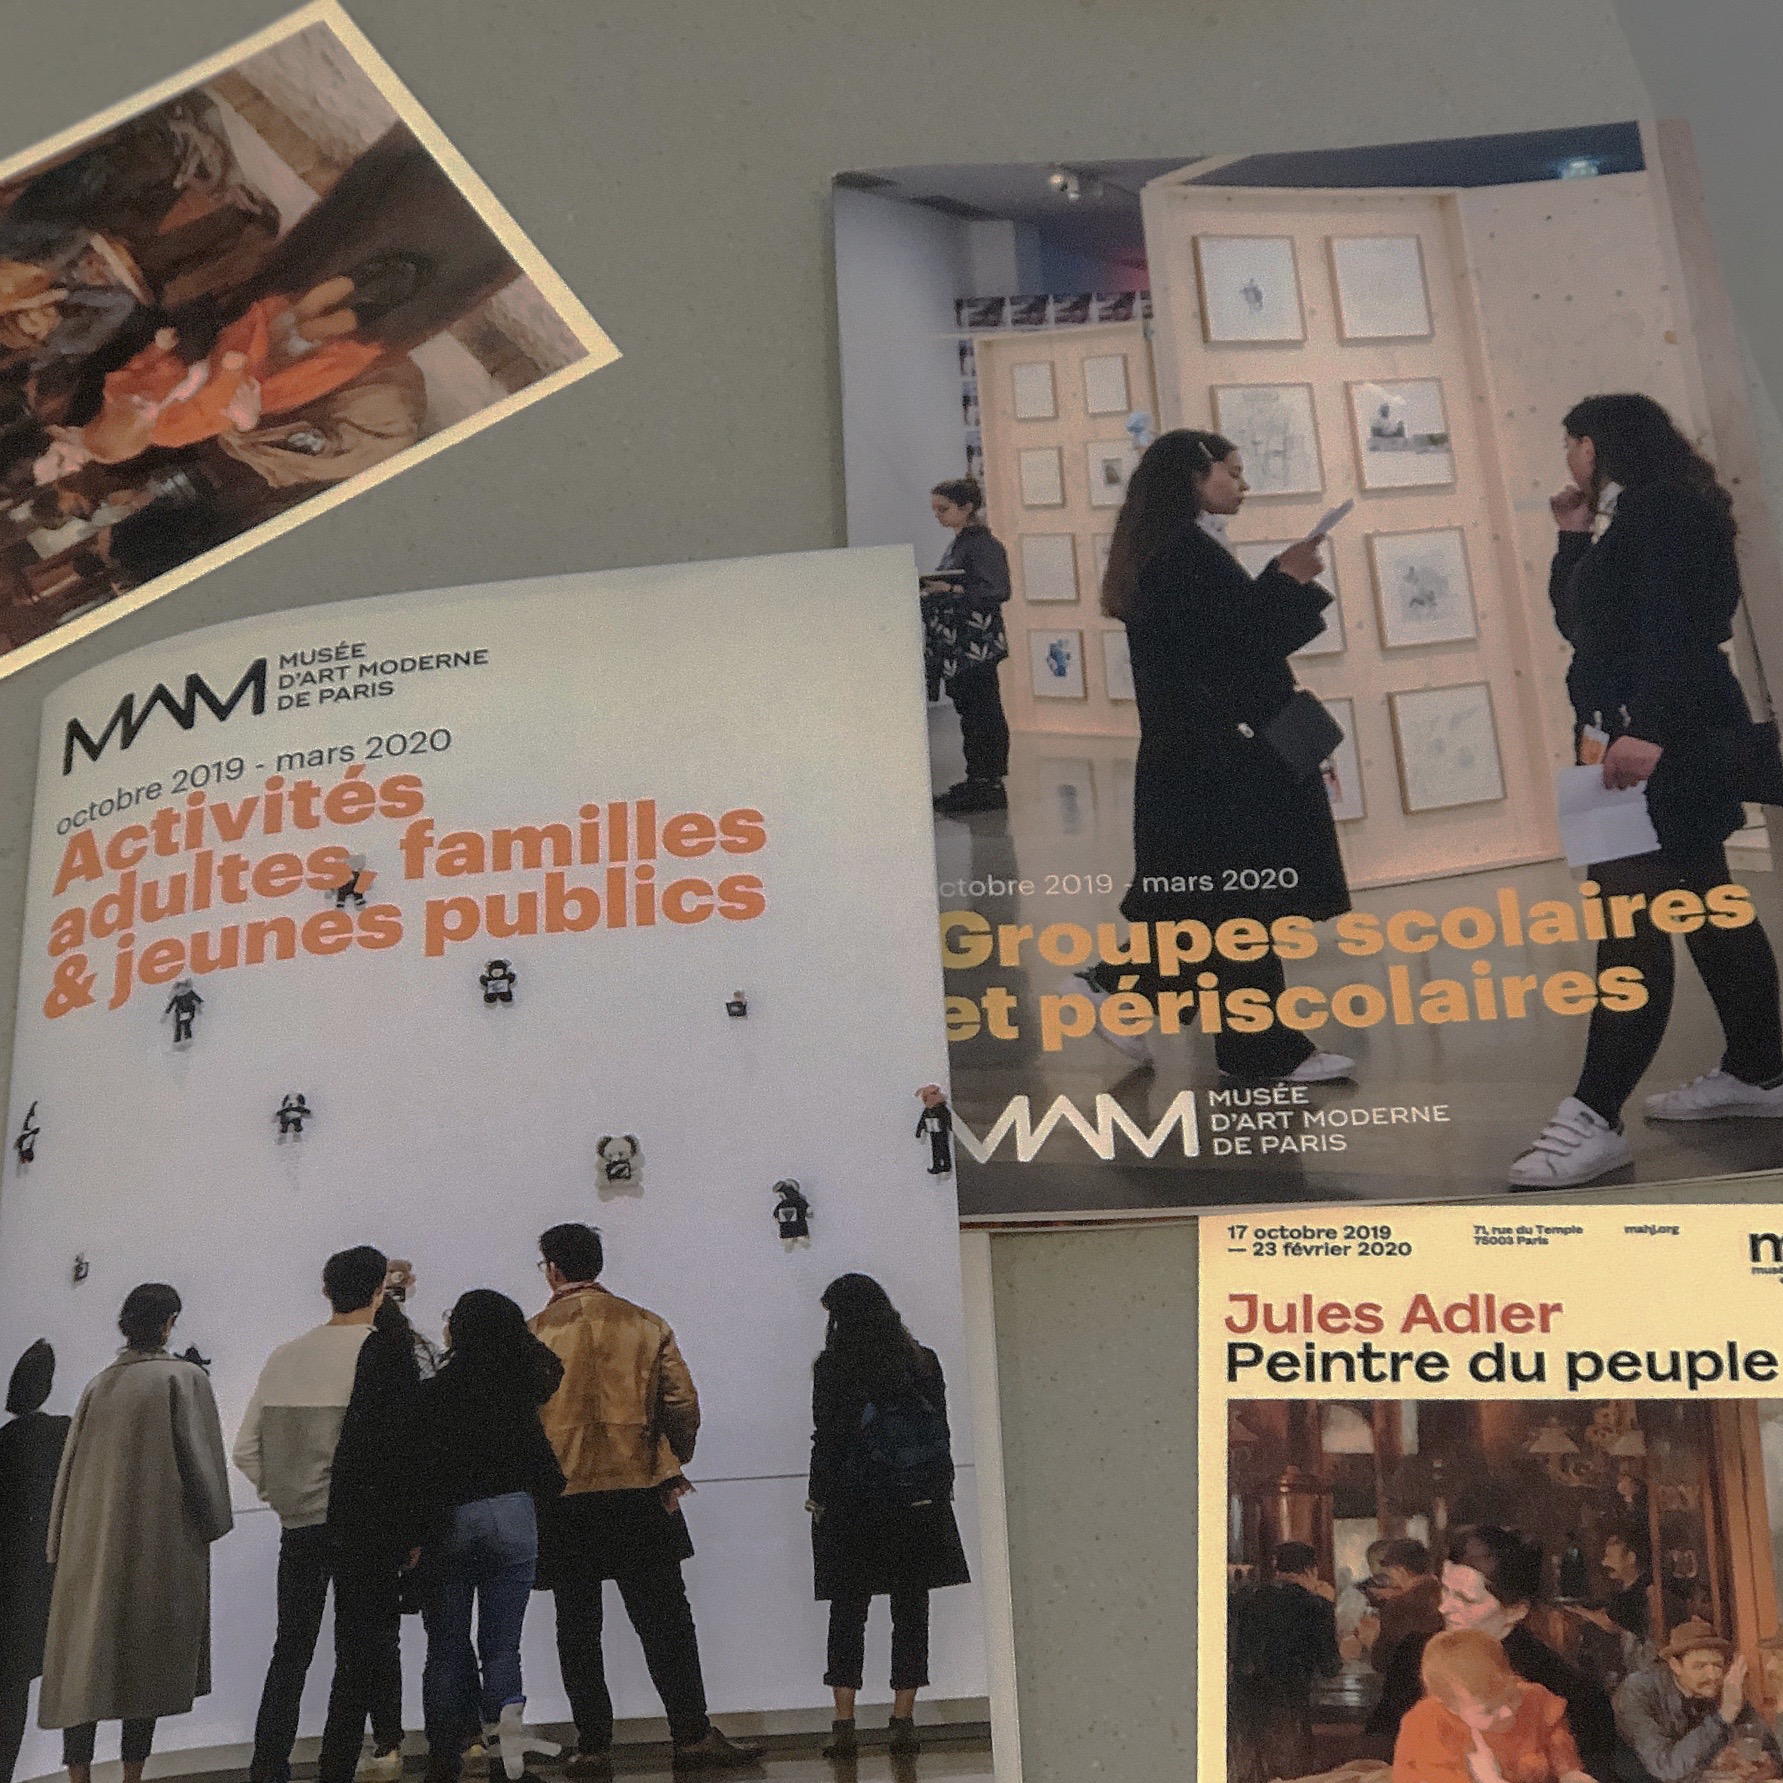 MAM
MUSÉE
D'ART MODERNE
DE PARIS
octobre 2019 - mars 2020
Activités
adultes, familles
& jeunes publics
ctobre 2019 - mars 2020
Groupes scolaires
et périscolaires
MAM
MUSÉE
D'ART MODERNE
DE PARIS
17 octobre 2019
— 23 février 2020
71, rue du Temple
75003 Paris
mahj.org
Jules Adler
Peintre du peuple